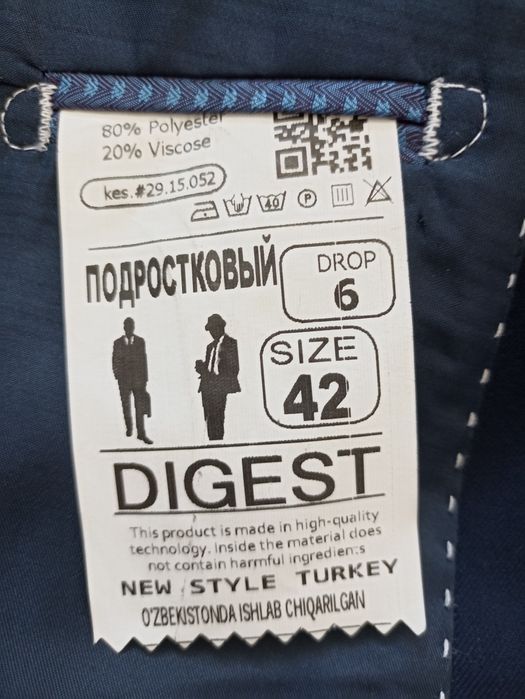 80% Polyester
20% Viscose
kes.#29.15.052
40 P
ПОДРОСТКОВЫЙ
DROP
6
SIZE
42
DIGEST
This product is made in high-quality
technology. Inside the material does
not contain harmful ingredients
NEW STYLE TURKEY
O'ZBEKISTONDA ISHLAB CHIQARILGAN